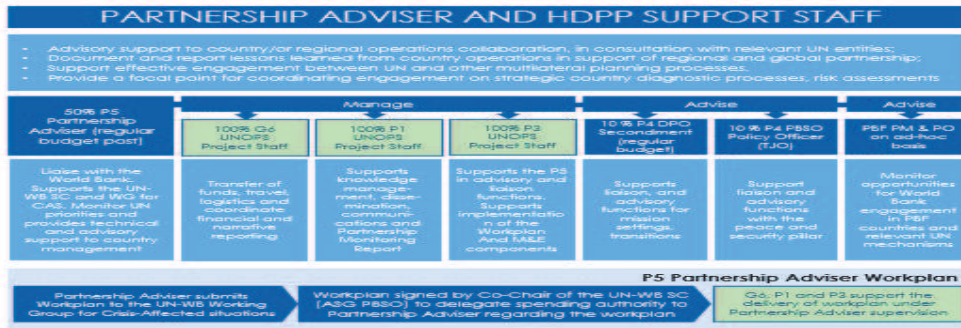 PARTNERSHIP ADVISER AND HDPP SUPPORT STAFF
• Advisory support to country/or regional operations collaboration, in consultation with relevant UN entities;
• Document and report lessons learned from country operations in support of regional and global partnership;
• Support effective engagement between UN and other multilateral planning processes.
• Provide a focal point for coordinating engagement on strategic country diagnostic processes, risk assessments
50% P5
Partnership
Adviser (regular
budget post)
Manage
Advise
Advise
100% G6
UNOPS
Project Staff
100% P1
UNOPS
Project Staff
100% P3
UNOPS
Project Staff
10% P4 DPO
Secondment
(regular
budget)
10% P4 PBSO
Policy Officer
(TJO)
PBF PM & PO
on ad-hoc
basis
Liaise with the
World Bank.
Supports the UN-
WB SC and WG for
CAS. Monitor UN
priorities and
provides technical
and advisory
support to country
management
Transfer of
funds, travel,
logistics and
coordinate
financial and
narrative
reporting
Supports
knowledge
manage-
ment, disse-
mination,
communi-
cations and
Partnership
Monitoring
Report
Supports the P5
in advisory and
liaison
functions.
Supports
implementatio
n of the
Workplan
And M&E
components
Supports
liaison, and
advisory
functions for
mission
settings,
transitions
Support
liaison and
advisory
functions
with the
peace and
security pillar
Monitor
opportunities
for World
Bank
engagement
in PBF
countries and
relevant UN
mechanisms
P5 Partnership Adviser Workplan
Partnership Adviser submits
Workplan to the UN-WB Working
Group for Crisis-Affected situations
Workplan signed by Co-Chair of the UN-WB SC
(ASG PBSO) to delegate spending authority to
Partnership Adviser regarding the workplan
G6, P1 and P3 support the
delivery of workplan under
Partnership Adviser supervision